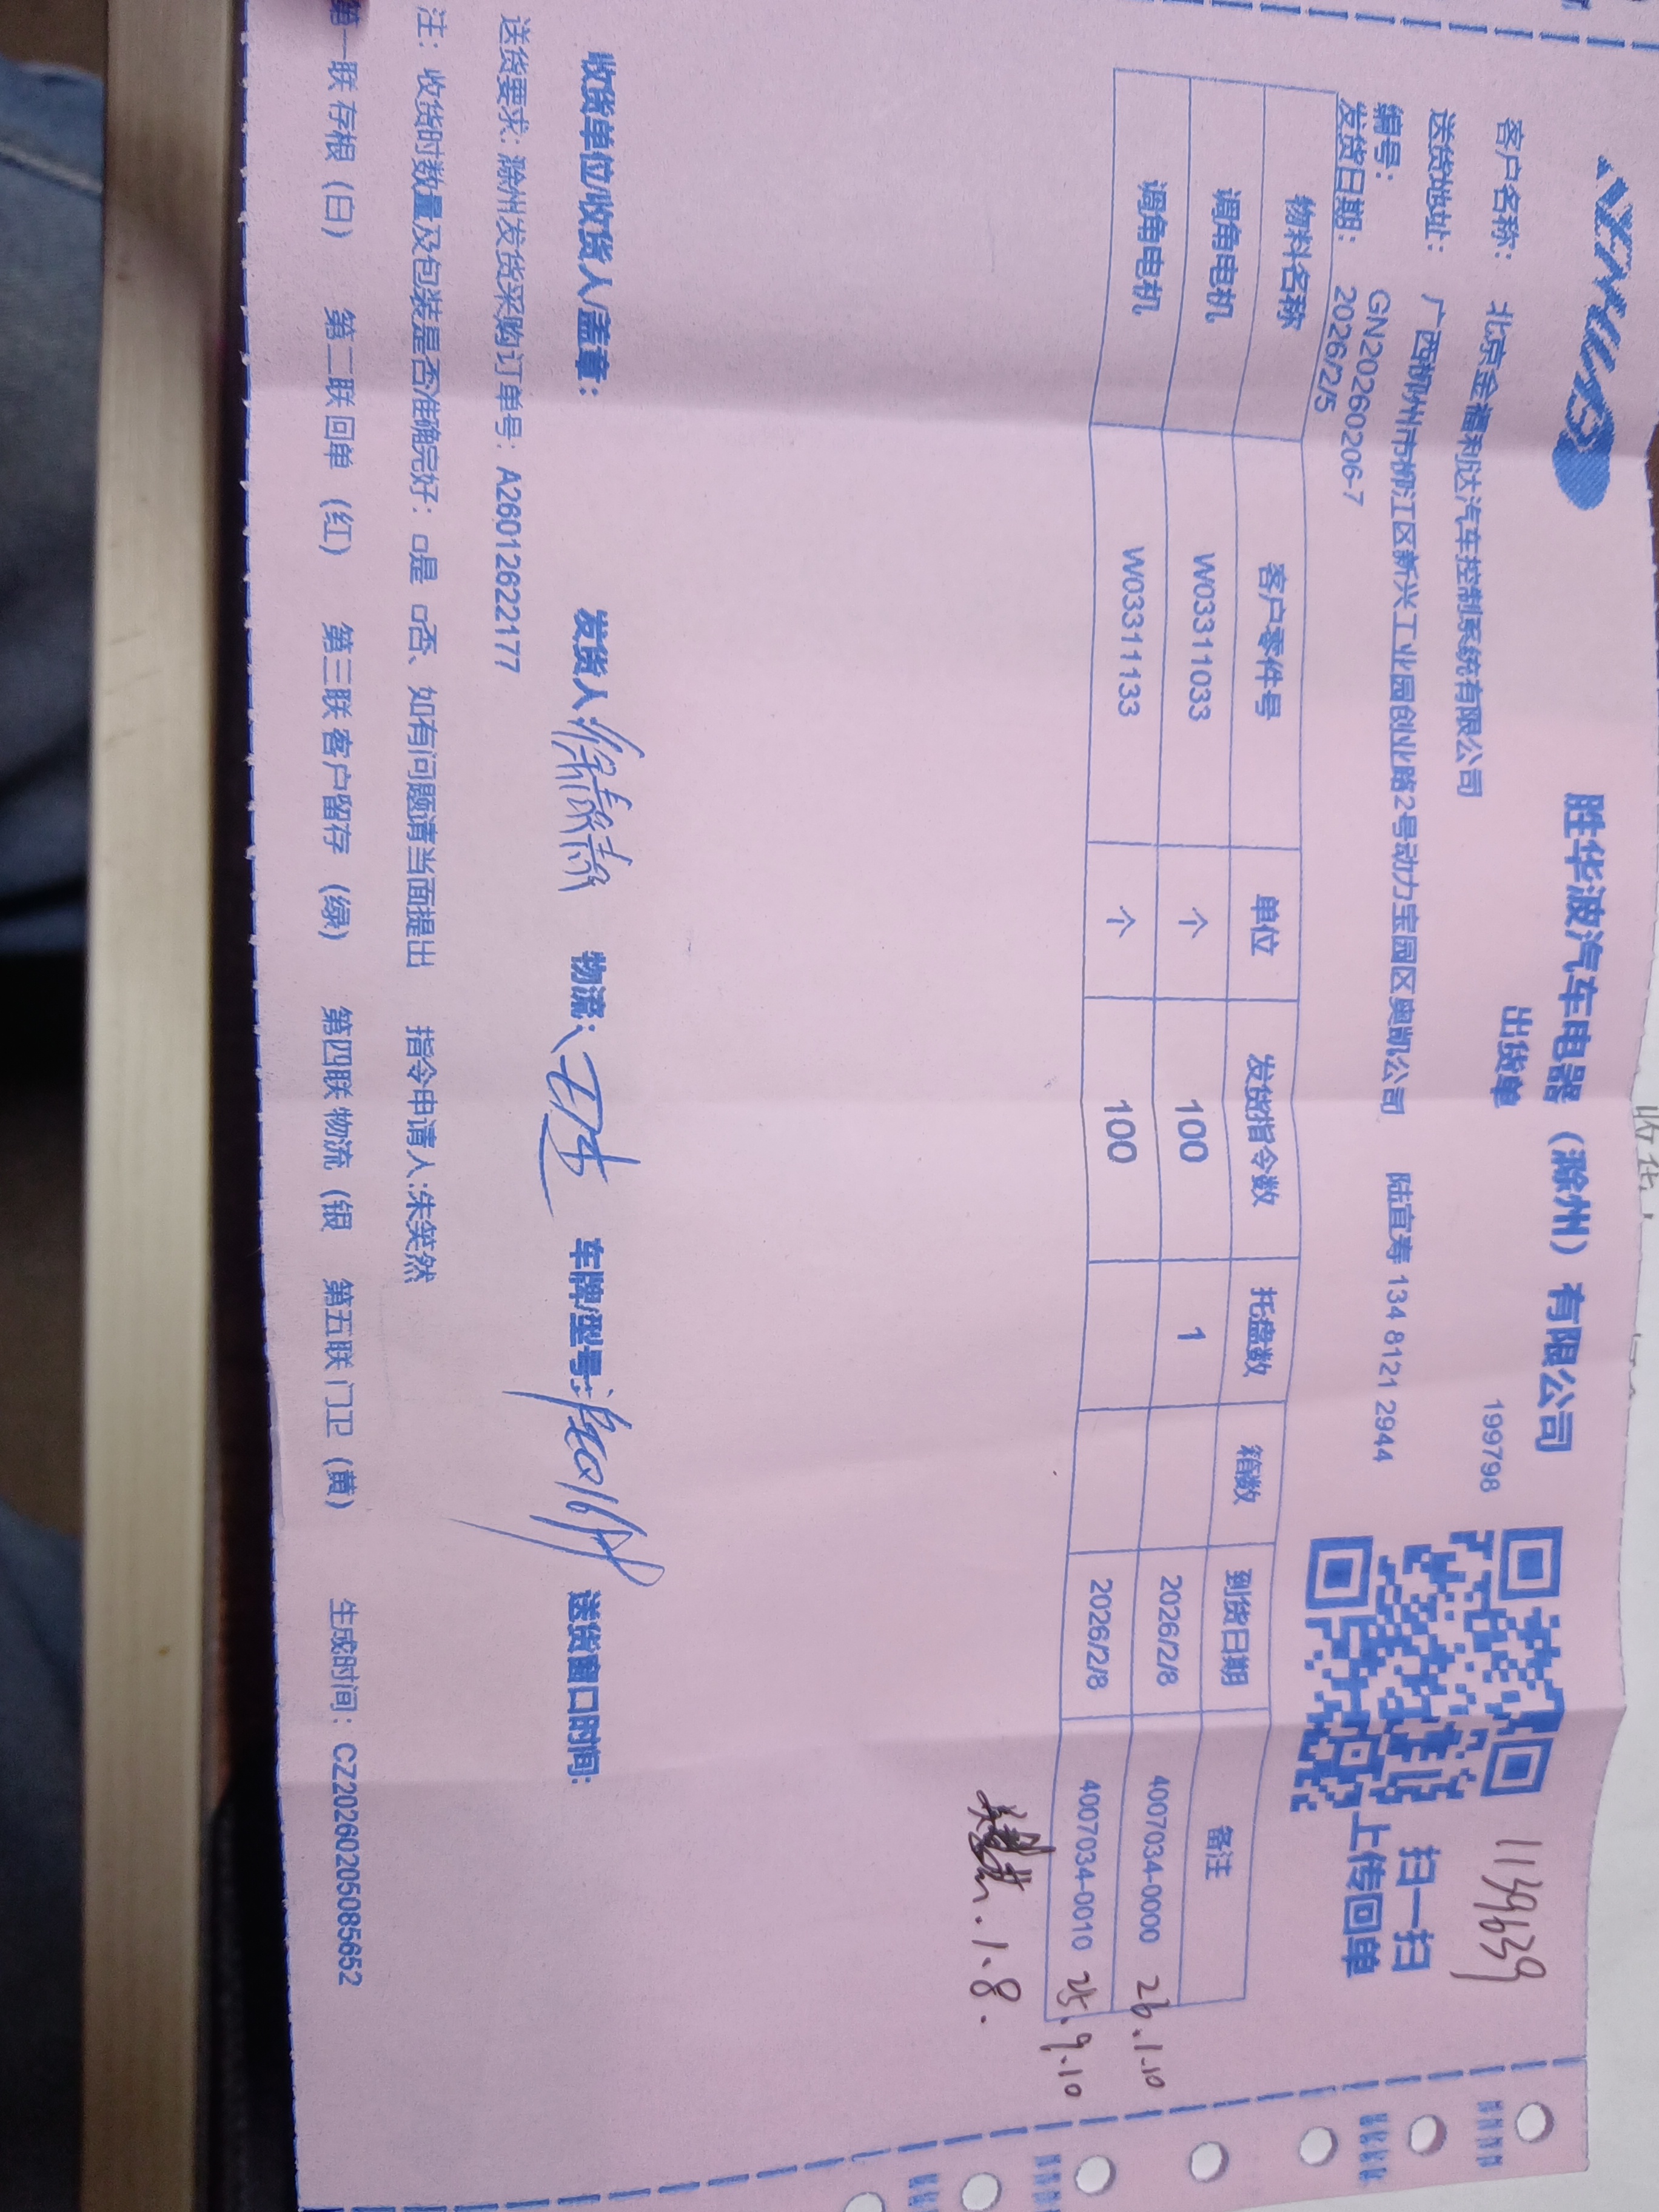 胜华波汽车电器（滁州）有限公司
出货单
199798
1139639
客户名称： 北京金福利达汽车控制系统有限公司
送货地址： 广西柳州市柳江区新兴工业园创业路2号动力宝园区奥凯公司 陆宜寿 134 8121 2944
编号： GN20260206-7
发货日期： 2026/2/5
扫一扫
上传回单
物料名称 客户零件号 单位 发货指令数 托盘数 箱数 到货日期 备注
调角电机 W03311033 个 100 1 2026/2/8 4007034-0000 26.1.10
调角电机 W03311133 个 100 2026/2/8 4007034-0010 25.9.10
1.8.
收货单位/收货人/盖章： 发货人 物流： 车牌/型号： 送货窗口时间：
送货要求：滁州发货采购订单号：A26012622177
注：收货时数量及包装是否准确完好：□是 □否、如有问题请当面提出 指令申请人:朱笑然
第一联 存根（白） 第二联 回单（红） 第三联 客户留存（绿） 第四联 物流（银 第五联 门卫（黄） 生成时间：CZ20260205085652
收货，